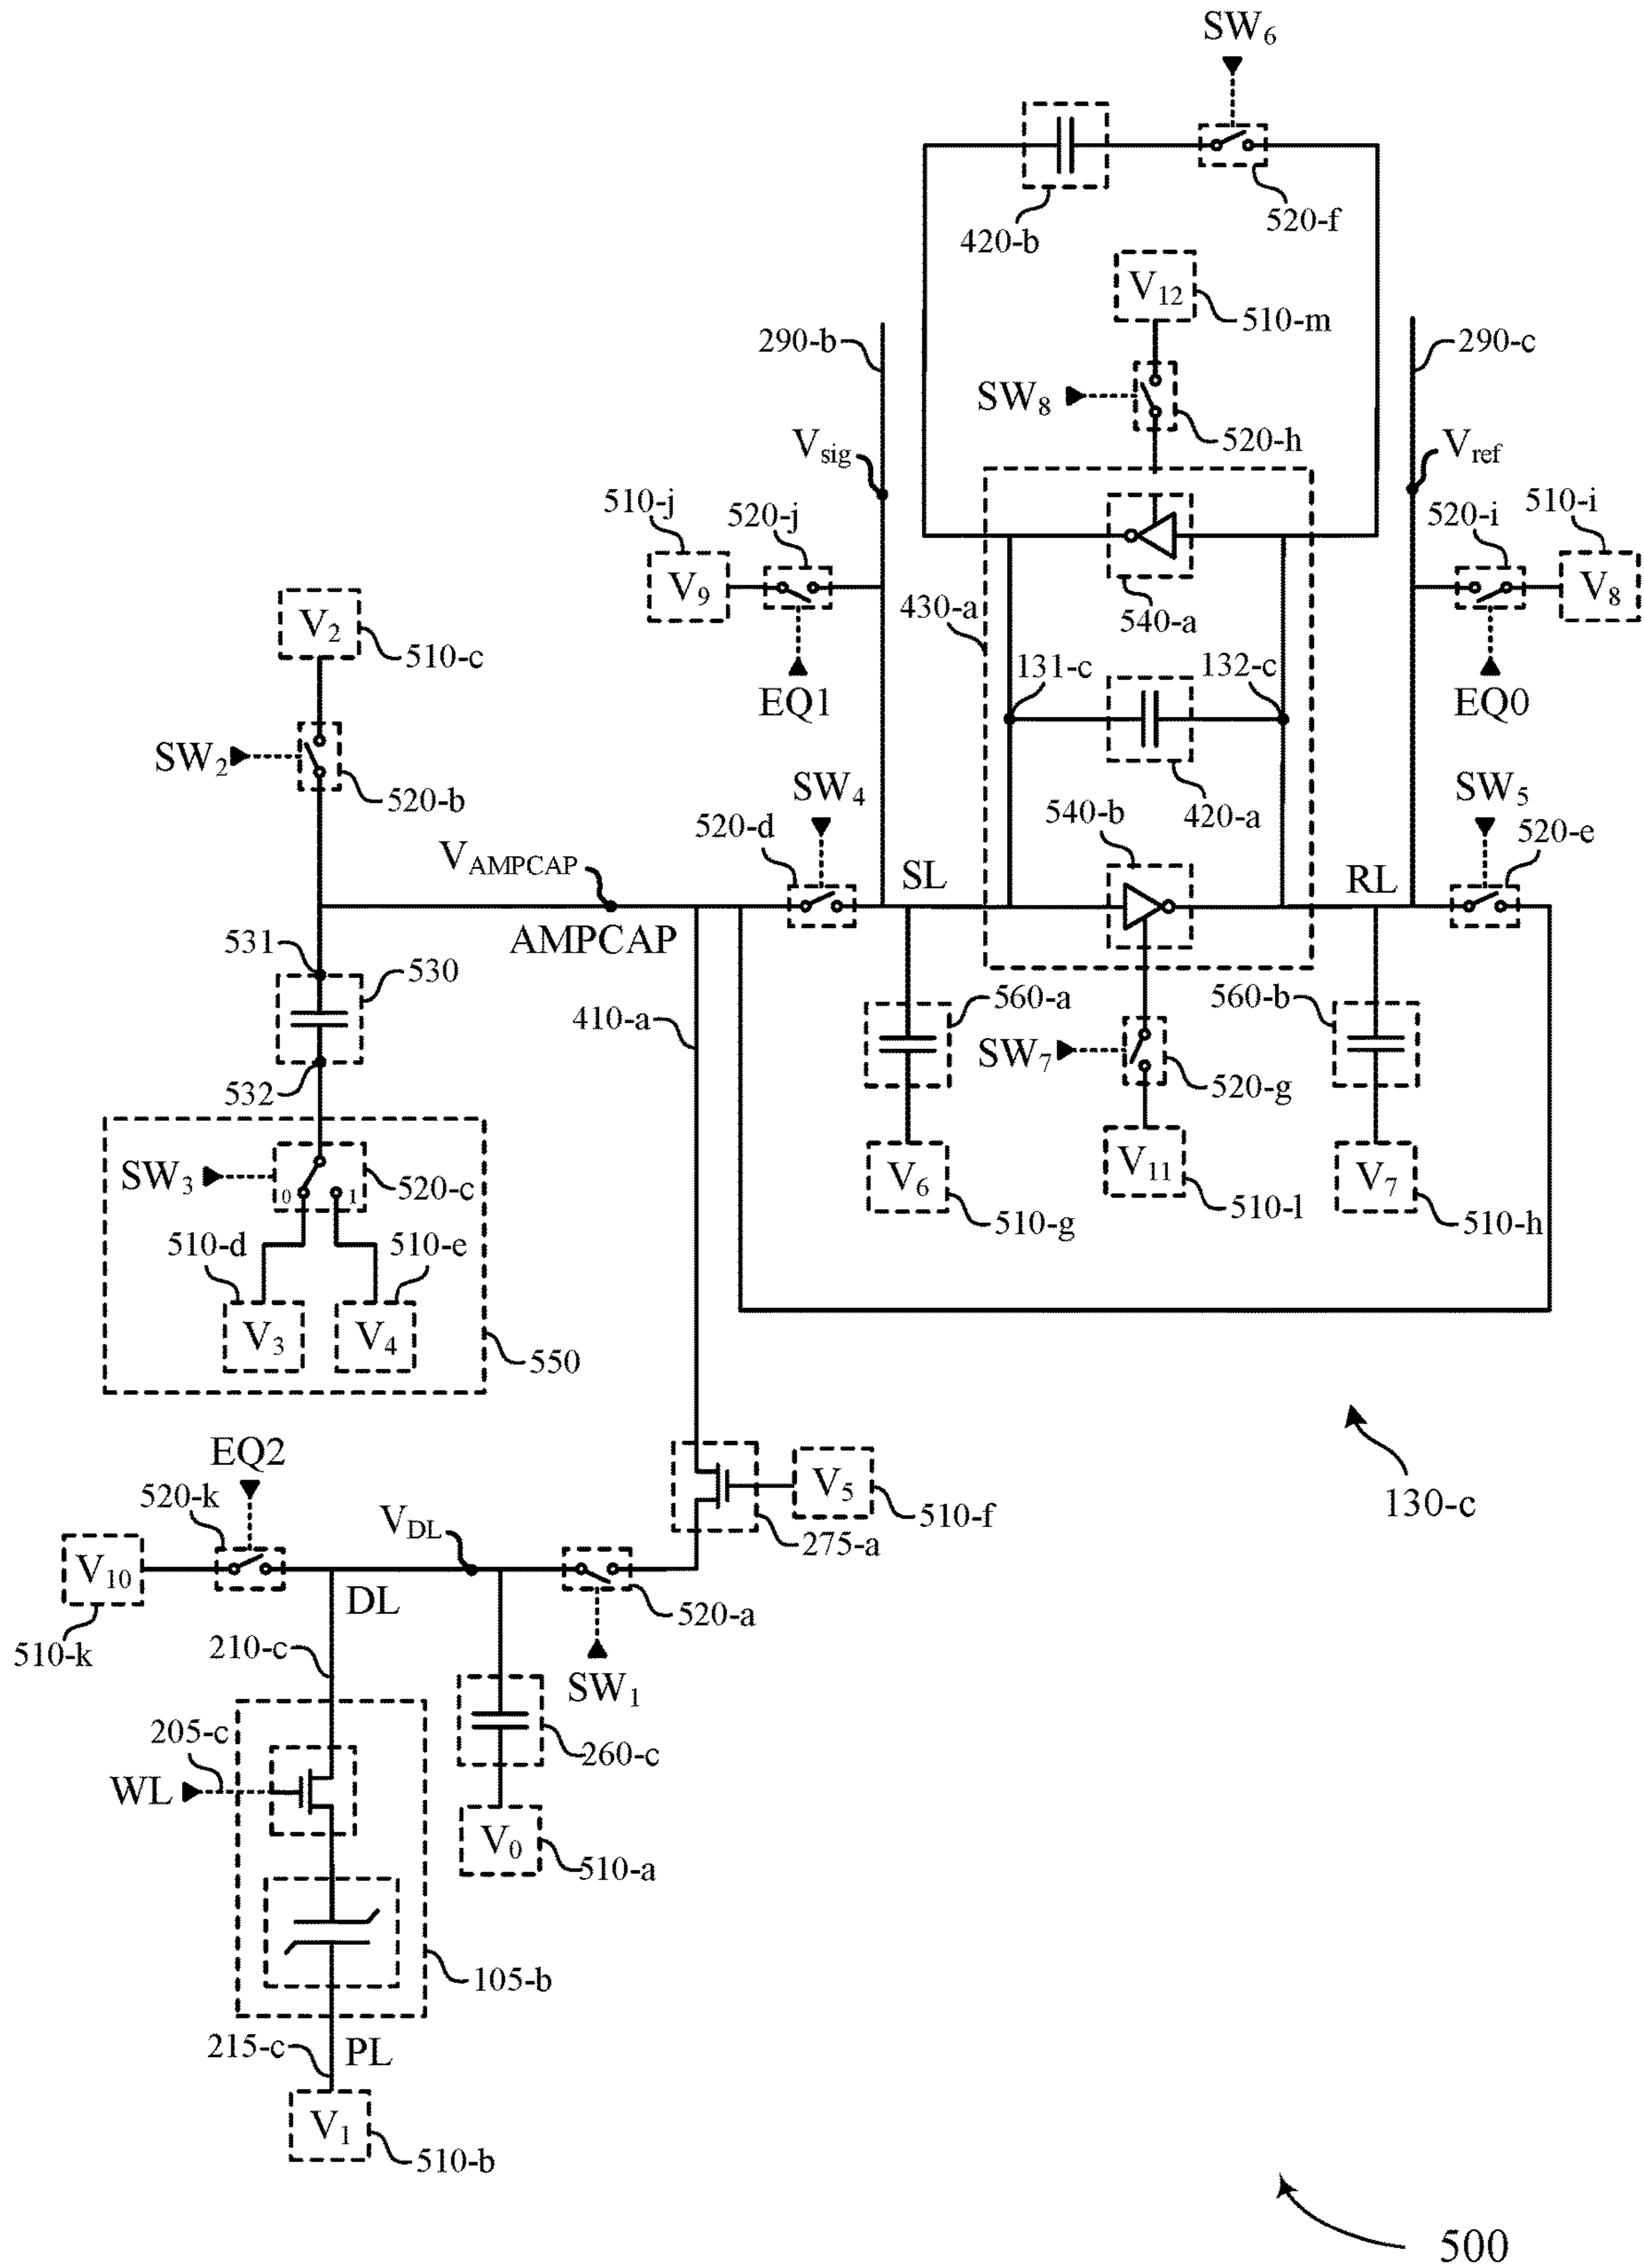 SW6
420-b
520-f
V12
510-m
290-b
290-c
SW8
520-h
Vsig
Vref
510-j
520-j
520-i
510-i
V9
V8
430-a
540-a
V2
510-c
131-c
132-c
EQ1
EQ0
SW2
520-b
SW4
SW5
420-a
520-d
540-b
520-e
VAMPCAP
SL
RL
AMPCAP
531
530
560-a
560-b
410-a
SW7
520-g
532
SW3
0
1
520-c
V6
V11
V7
510-g
510-l
510-h
510-d
510-e
V3
V4
550
EQ2
520-k
V5
510-f
130-c
VDL
275-a
V10
DL
520-a
510-k
210-c
SW1
205-c
260-c
WL
V0
510-a
105-b
215-c
PL
V1
510-b
500